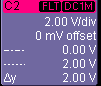 C2 FLT DC1M
2.00 V/div
0 mV offset
0.00 V
2.00 V
Δy 2.00 V